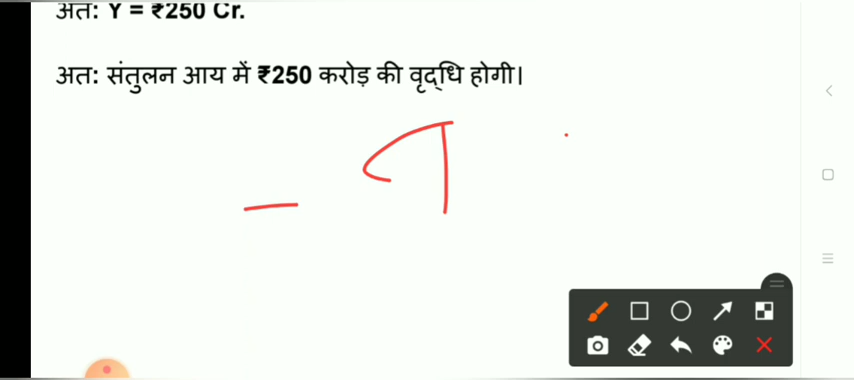 अत: Y = ₹250 Cr.
अत: संतुलन आय में ₹250 करोड़ की वृद्धि होगी।